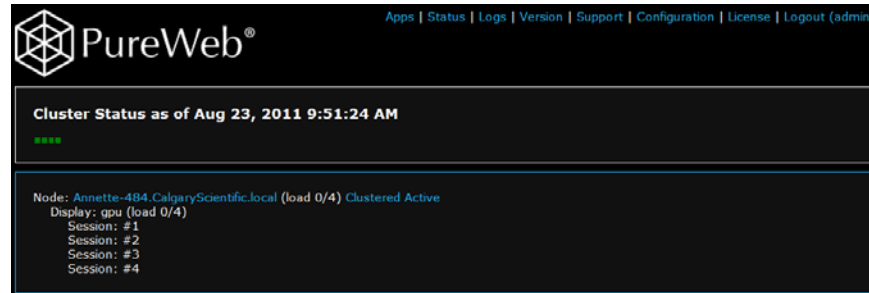 Apps | Status | Logs | Version | Support | Configuration | License | Logout (admin
PureWeb®
Cluster Status as of Aug 23, 2011 9:51:24 AM
Node: Annette-484.CalgaryScientific.local (load 0/4) Clustered Active
Display: gpu (load 0/4)
Session: #1
Session: #2
Session: #3
Session: #4